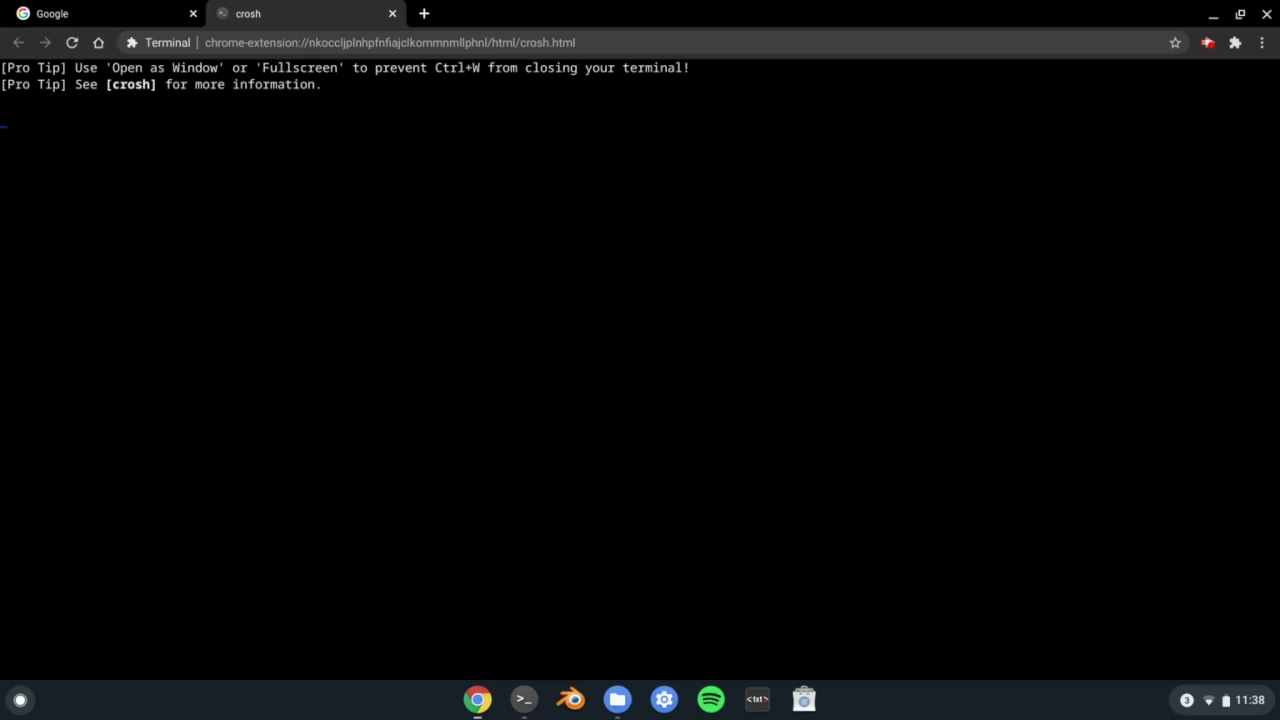 Google
crosh
Terminal
chrome-extension://nkoccljplnhpfnfiajclkommnmllphnl/html/crosh.html
[Pro Tip] Use 'Open as Window' or 'Fullscreen' to prevent Ctrl+W from closing your terminal!
[Pro Tip] See [crosh] for more information.
>_
<txt>
3
11:38